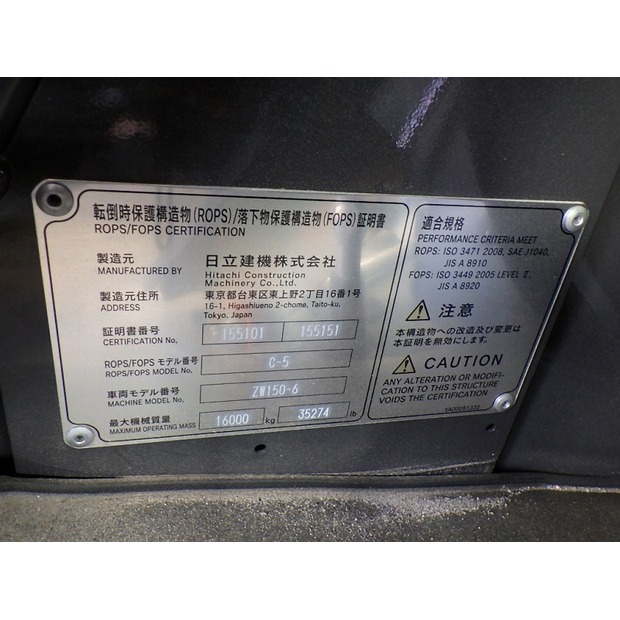 転倒時保護構造物(ROPS)/落下物保護構造物(FOPS)証明書
ROPS/FOPS CERTIFICATION
製造元 日立建機株式会社
MANUFACTURED BY Hitachi Construction
Machinery Co.,Ltd.
製造元住所 東京都台東区東上野2丁目16番1号
ADDRESS 16-1, Higashiueno 2-chome, Taito-ku,
Tokyo, Japan
証明書番号 155101 155151
CERTIFICATION No.
ROPS/FOPS モデル番号 C-5
ROPS/FOPS MODEL No.
車両モデル番号 ZW150-6
MACHINE MODEL No.
最大機械質量 16000 kg 35274 lb
MAXIMUM OPERATING MASS
適合規格
PERFORMANCE CRITERIA MEET
ROPS: ISO 3471 2008, SAE J1040,
JIS A 8910
FOPS: ISO 3449 2005 LEVEL Ⅱ,
JIS A 8920
注意
本構造物への改造及び変更は
本証明を無効にします.
CAUTION
ANY ALTERATION OR MODIFI-
CATION TO THIS STRUCTURE
VOIDS THE CERTIFICATION